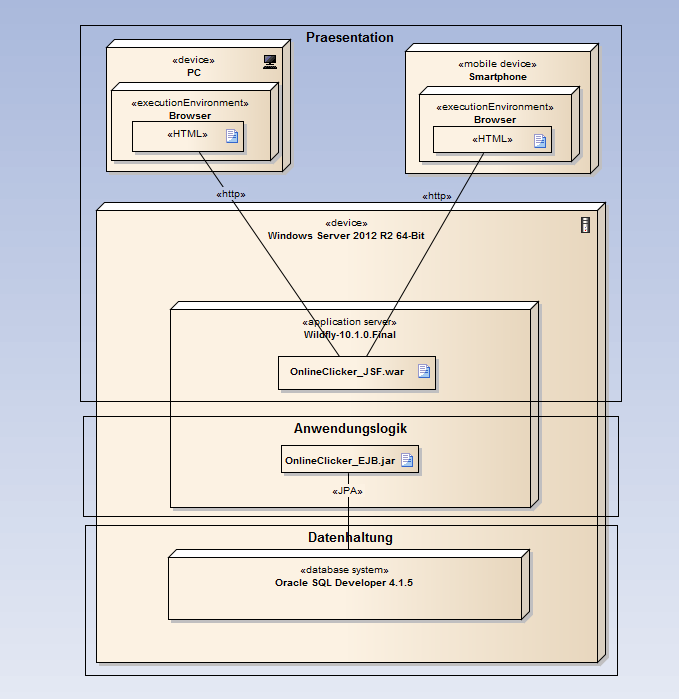 Praesentation
«device»
PC
«executionEnvironment»
Browser
«HTML»
«mobile device»
Smartphone
«executionEnvironment»
Browser
«HTML»
«http»
«http»
«device»
Windows Server 2012 R2 64-Bit
«application server»
Wildfly-10.1.0.Final
OnlineClicker_JSF.war
Anwendungslogik
OnlineClicker_EJB.jar
«JPA»
Datenhaltung
«database system»
Oracle SQL Developer 4.1.5